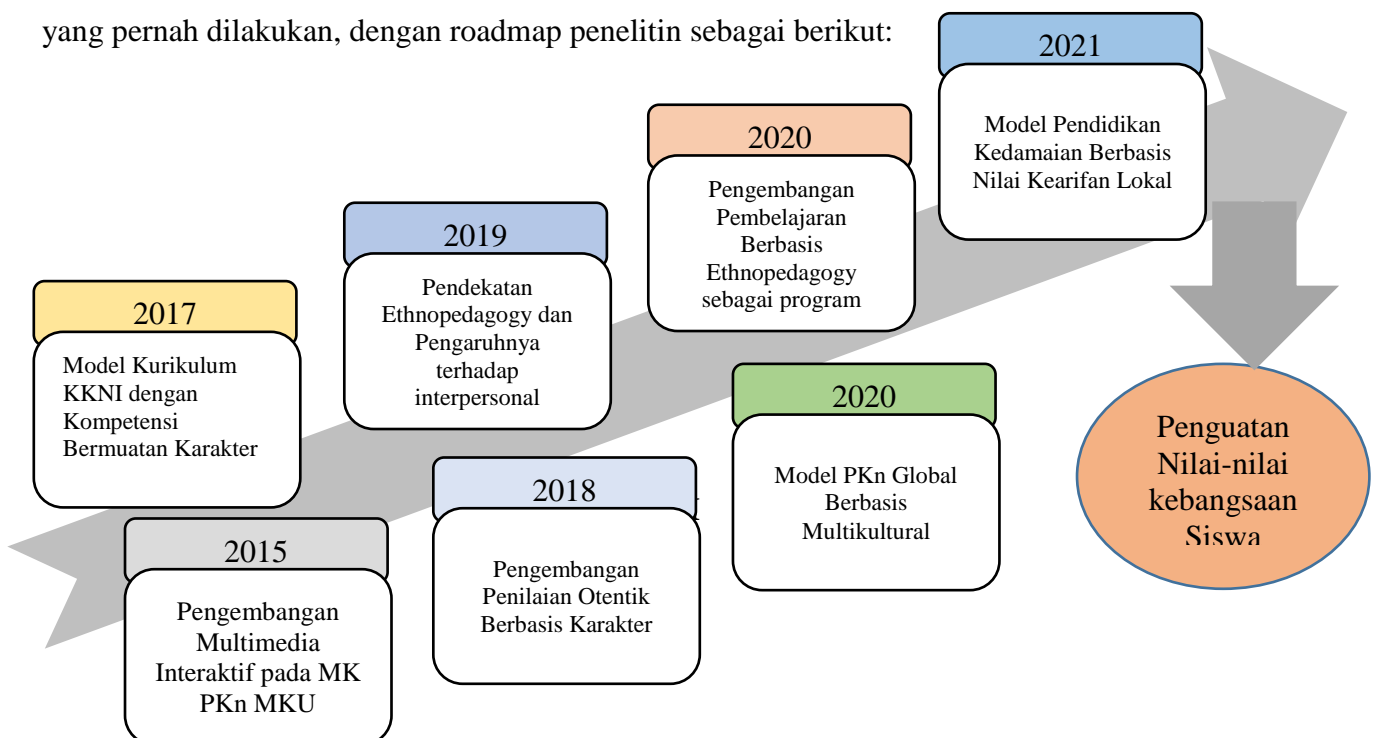 yang pernah dilakukan, dengan roadmap penelitin sebagai berikut:
2021
Model Pendidikan
Kedamaian Berbasis
Nilai Kearifan Lokal
2020
Pengembangan
Pembelajaran
Berbasis
Ethnopedagogy
sebagai program
2019
Pendekatan
Ethnopedagogy dan
Pengaruhnya
terhadap
interpersonal
2017
Model Kurikulum
KKNI dengan
Kompetensi
Bermuatan Karakter
2020
Model PKn Global
Berbasis
Multikultural
2018
Pengembangan
Penilaian Otentik
Berbasis Karakter
2015
Pengembangan
Multimedia
Interaktif pada MK
PKn MKU
Penguatan
Nilai-nilai
kebangsaan
Siswa